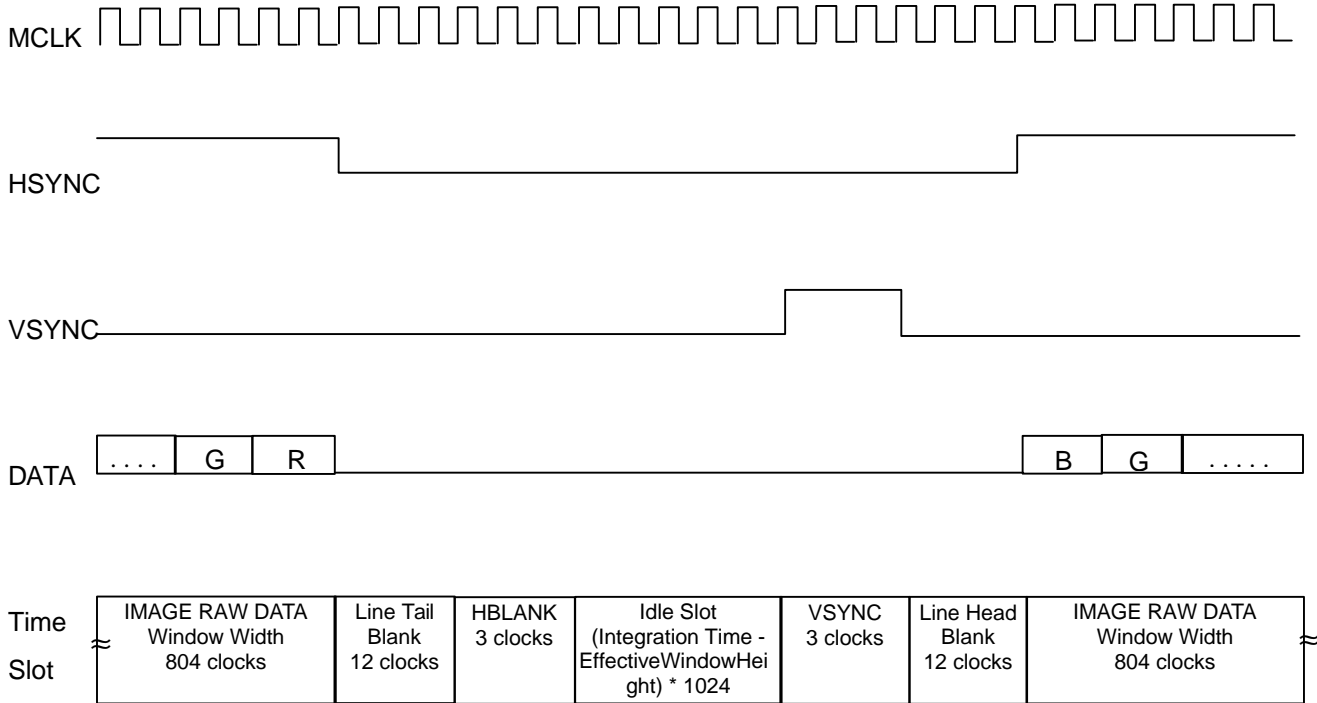 MCLK
HSYNC
VSYNC
DATA
. . . .
G
R
B
G
. . . . .
Time
Slot
≈
IMAGE RAW DATA
Window Width
804 clocks
Line Tail
Blank
12 clocks
HBLANK
3 clocks
Idle Slot
(Integration Time -
EffectiveWindowHei
ght) * 1024
VSYNC
3 clocks
Line Head
Blank
12 clocks
IMAGE RAW DATA
Window Width
804 clocks
≈